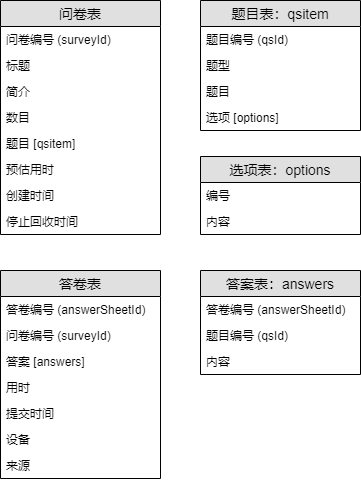 问卷表
问卷编号 (surveyId)
标题
简介
数目
题目 [qsitem]
预估用时
创建时间
停止回收时间
题目表：qsitem
题目编号 (qsId)
题型
题目
选项 [options]
选项表：options
编号
内容
答卷表
答卷编号 (answerSheetId)
问卷编号 (surveyId)
答案 [answers]
用时
提交时间
设备
来源
答案表：answers
答卷编号 (answerSheetId)
题目编号 (qsId)
内容